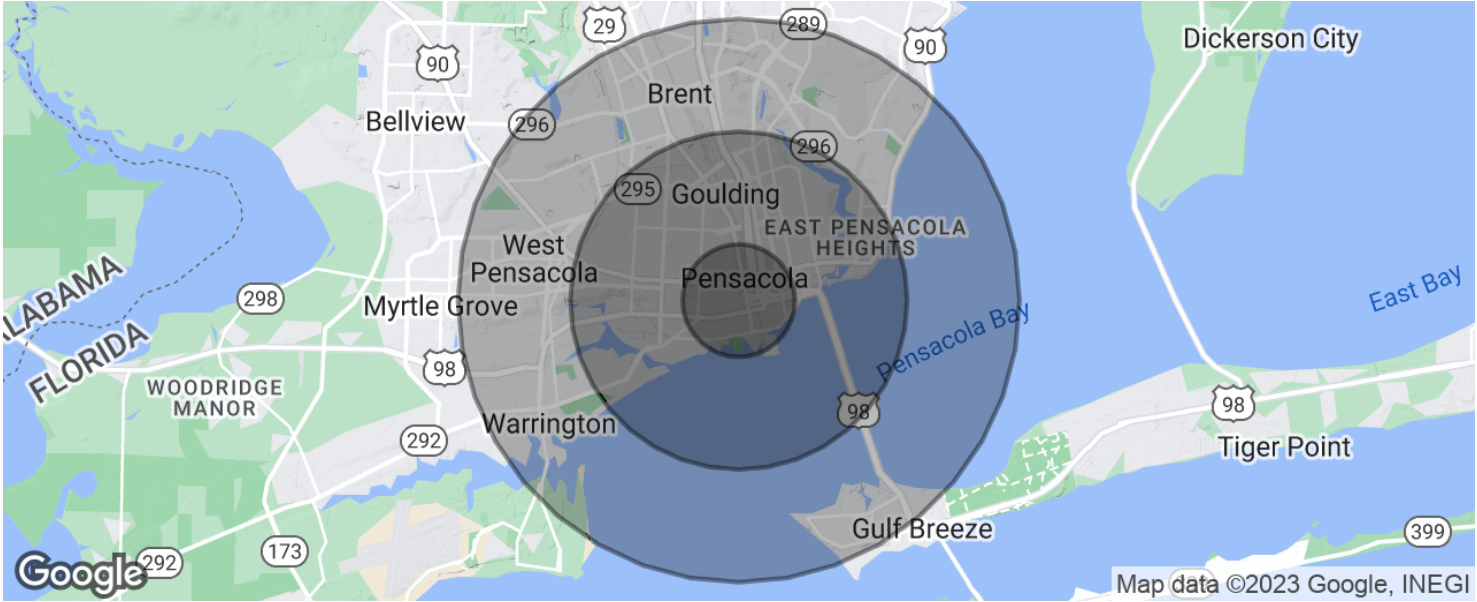 29
289
90
Dickerson City
90
Brent
Bellview
296
296
295
Goulding
EAST PENSACOLA
HEIGHTS
West
Pensacola
Pensacola
East Bay
ALABAMA
298
Myrtle Grove
Pensacola Bay
FLORIDA
98
WOODRIDGE
MANOR
98
98
Warrington
292
Tiger Point
Gulf Breeze
399
173
292
Google
Map data ©2023 Google, INEGI